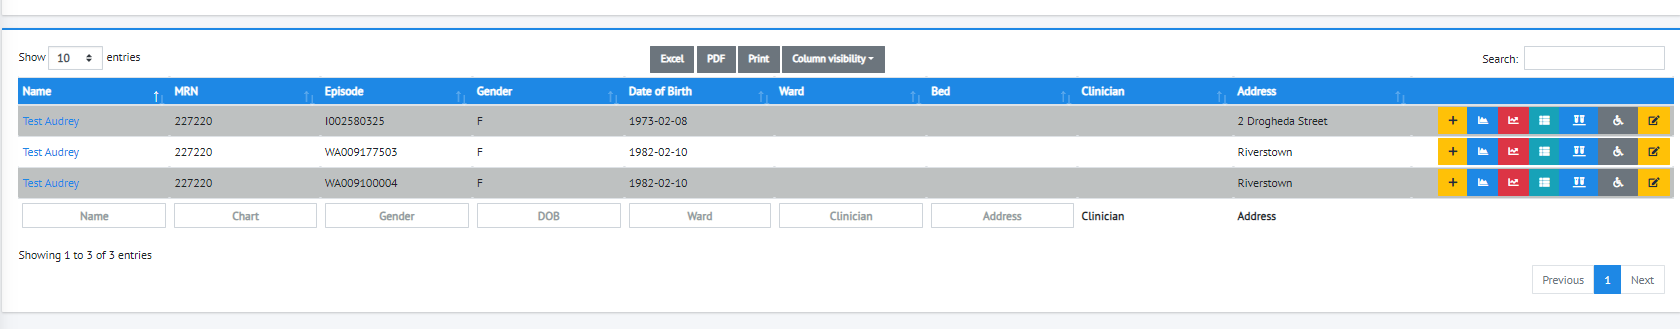 Show 10 entries Excel PDF Print Column visibility Search:
Name MRN Episode Gender Date of Birth Ward Bed Clinician Address
Test Audrey 227220 I002580325 F 1973-02-08 2 Drogheda Street
Test Audrey 227220 WA009177503 F 1982-02-10 Riverstown
Test Audrey 227220 WA009100004 F 1982-02-10 Riverstown
Name Chart Gender DOB Ward Clinician Address Clinician Address
Showing 1 to 3 of 3 entries
Previous 1 Next